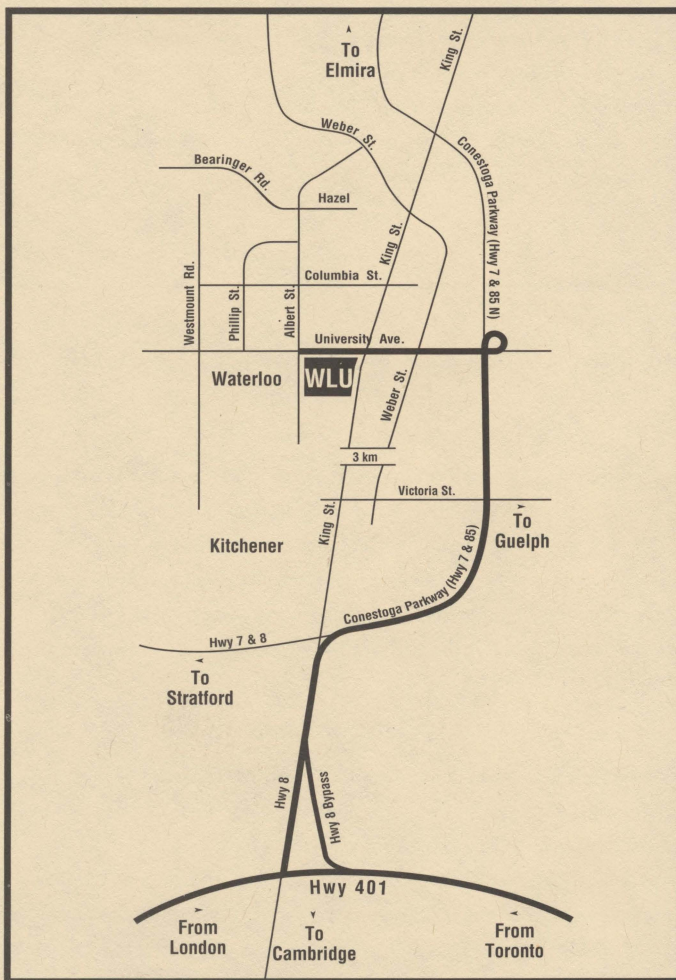 To
Elmira
King St.
Weber St.
Conestoga Parkway (Hwy 7 & 85 N)
Bearinger Rd.
Hazel
King St.
Westmount Rd.
Phillip St.
Albert St.
Columbia St.
University Ave.
Waterloo
WLU
Weber St.
3 km
Victoria St.
King St.
To
Guelph
Kitchener
Conestoga Parkway (Hwy 7 & 85)
Hwy 7 & 8
To
Stratford
Hwy 8
Hwy 8 Bypass
Hwy 401
From
London
To
Cambridge
From
Toronto